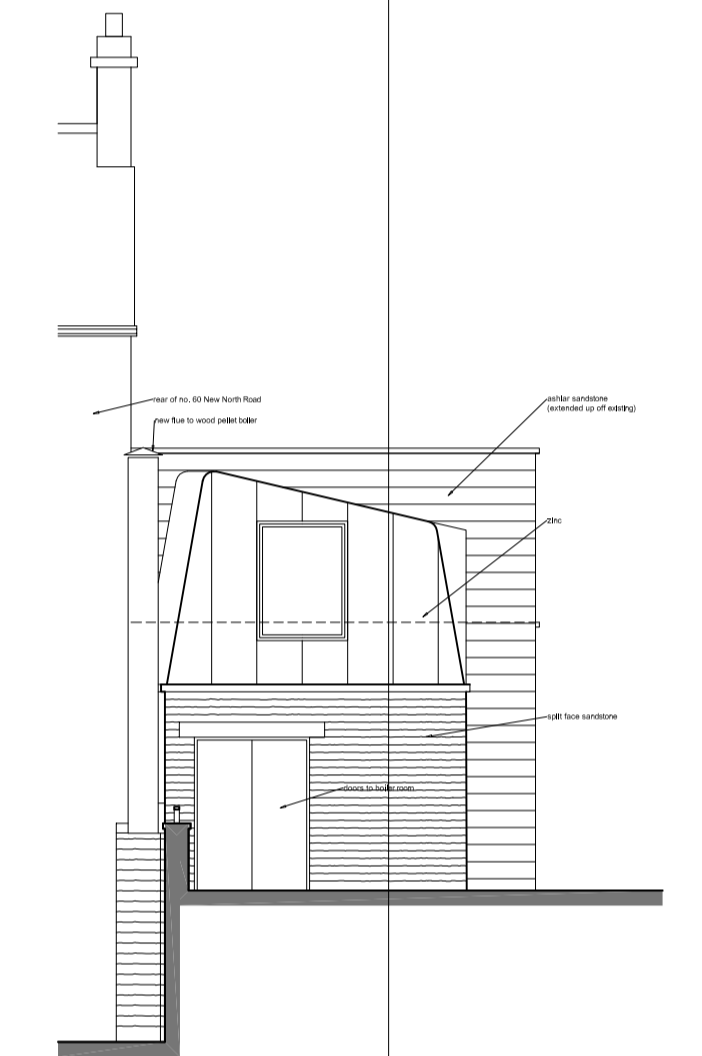 rear of no. 60 New North Road
new flue to wood pellet boiler
ashlar sandstone
(extended up off existing)
zinc
split face sandstone
doors to boiler room